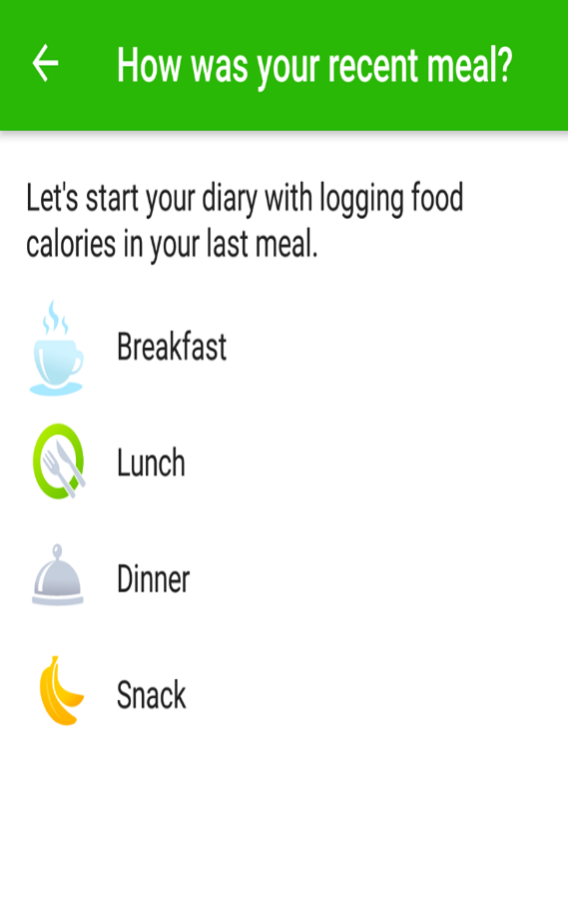 How was your recent meal?
Let's start your diary with logging food
calories in your last meal.
Breakfast
Lunch
Dinner
Snack